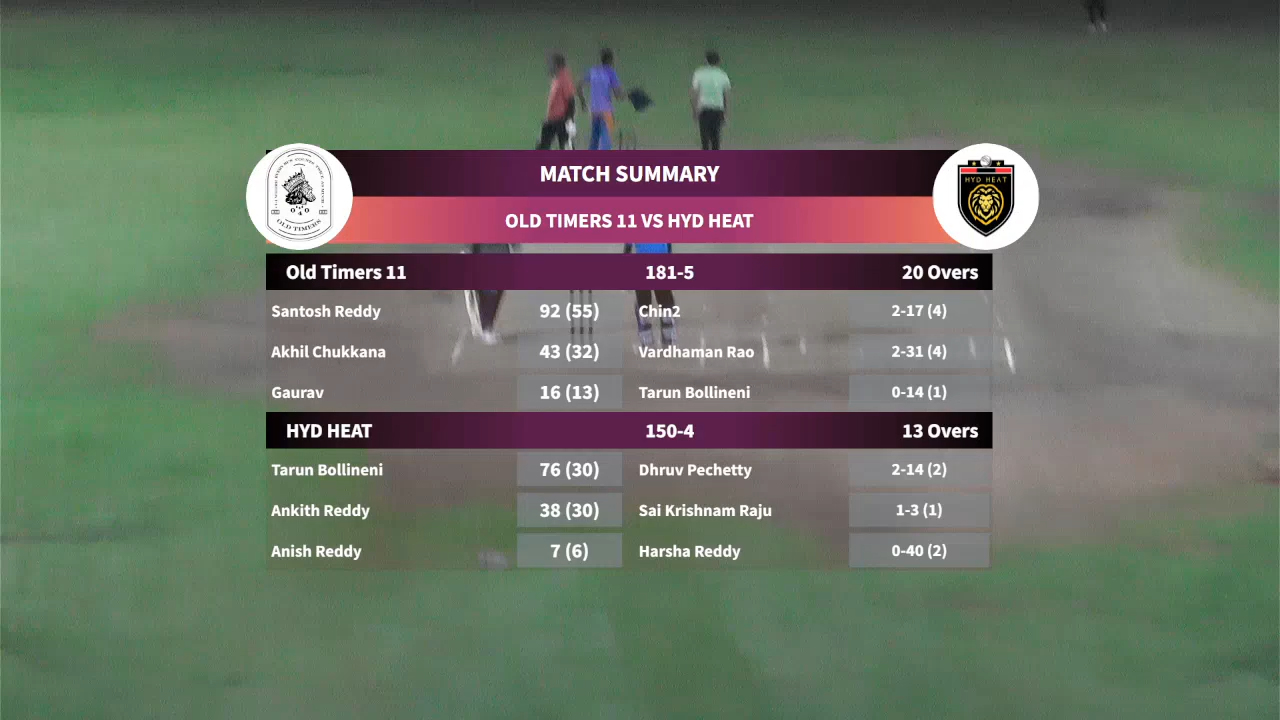 MATCH SUMMARY
OLD TIMERS 11 VS HYD HEAT
OLD TIMERS
HYD HEAT
Old Timers 11 181-5 20 Overs
Santosh Reddy 92 (55) Chin2 2-17 (4)
Akhil Chukkana 43 (32) Vardhaman Rao 2-31 (4)
Gaurav 16 (13) Tarun Bollineni 0-14 (1)
HYD HEAT 150-4 13 Overs
Tarun Bollineni 76 (30) Dhruv Pechetty 2-14 (2)
Ankith Reddy 38 (30) Sai Krishnam Raju 1-3 (1)
Anish Reddy 7 (6) Harsha Reddy 0-40 (2)